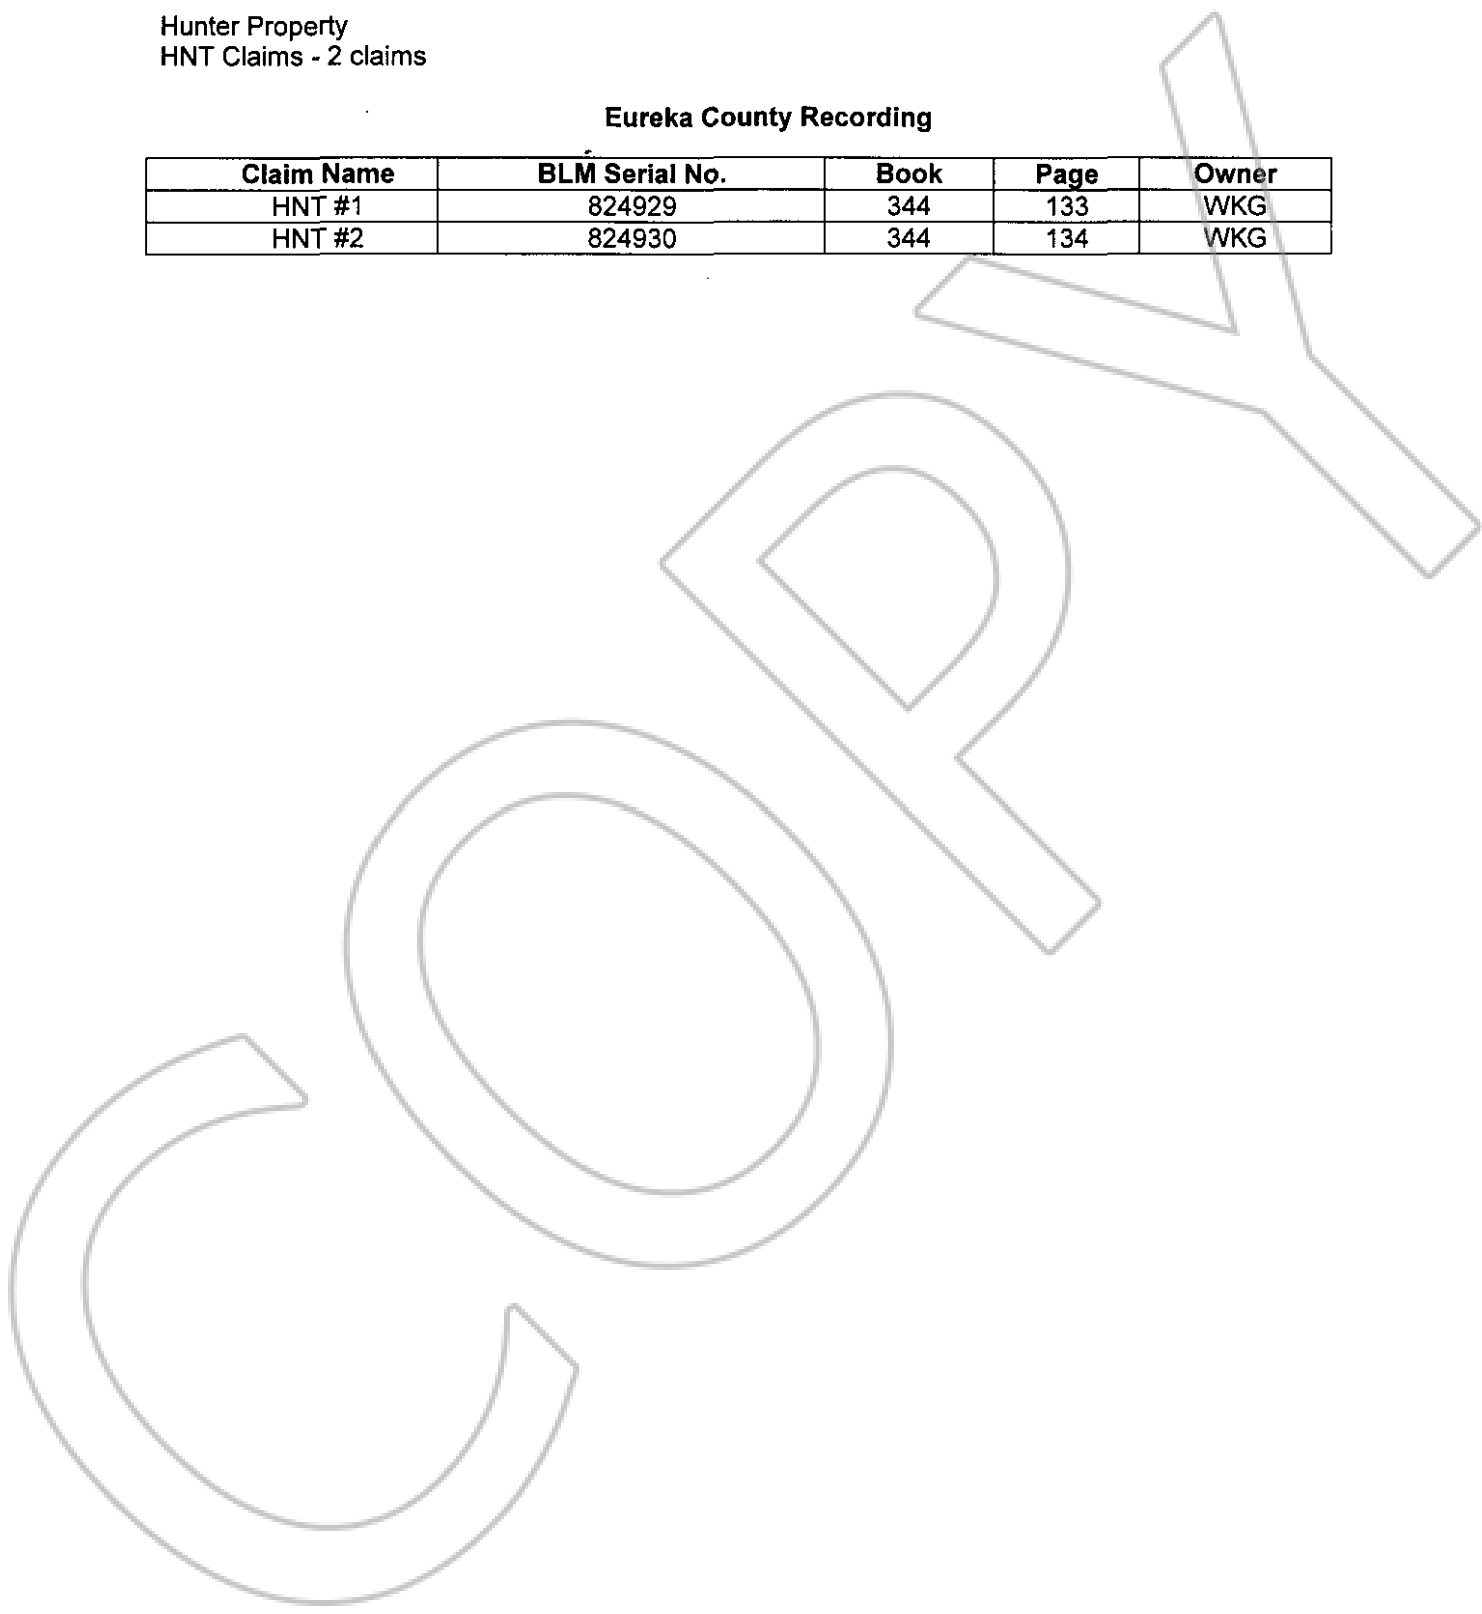 Hunter Property
HNT Claims - 2 claims
Eureka County Recording
Claim Name BLM Serial No. Book Page Owner
HNT #1 824929 344 133 WKG
HNT #2 824930 344 134 WKG
COPY